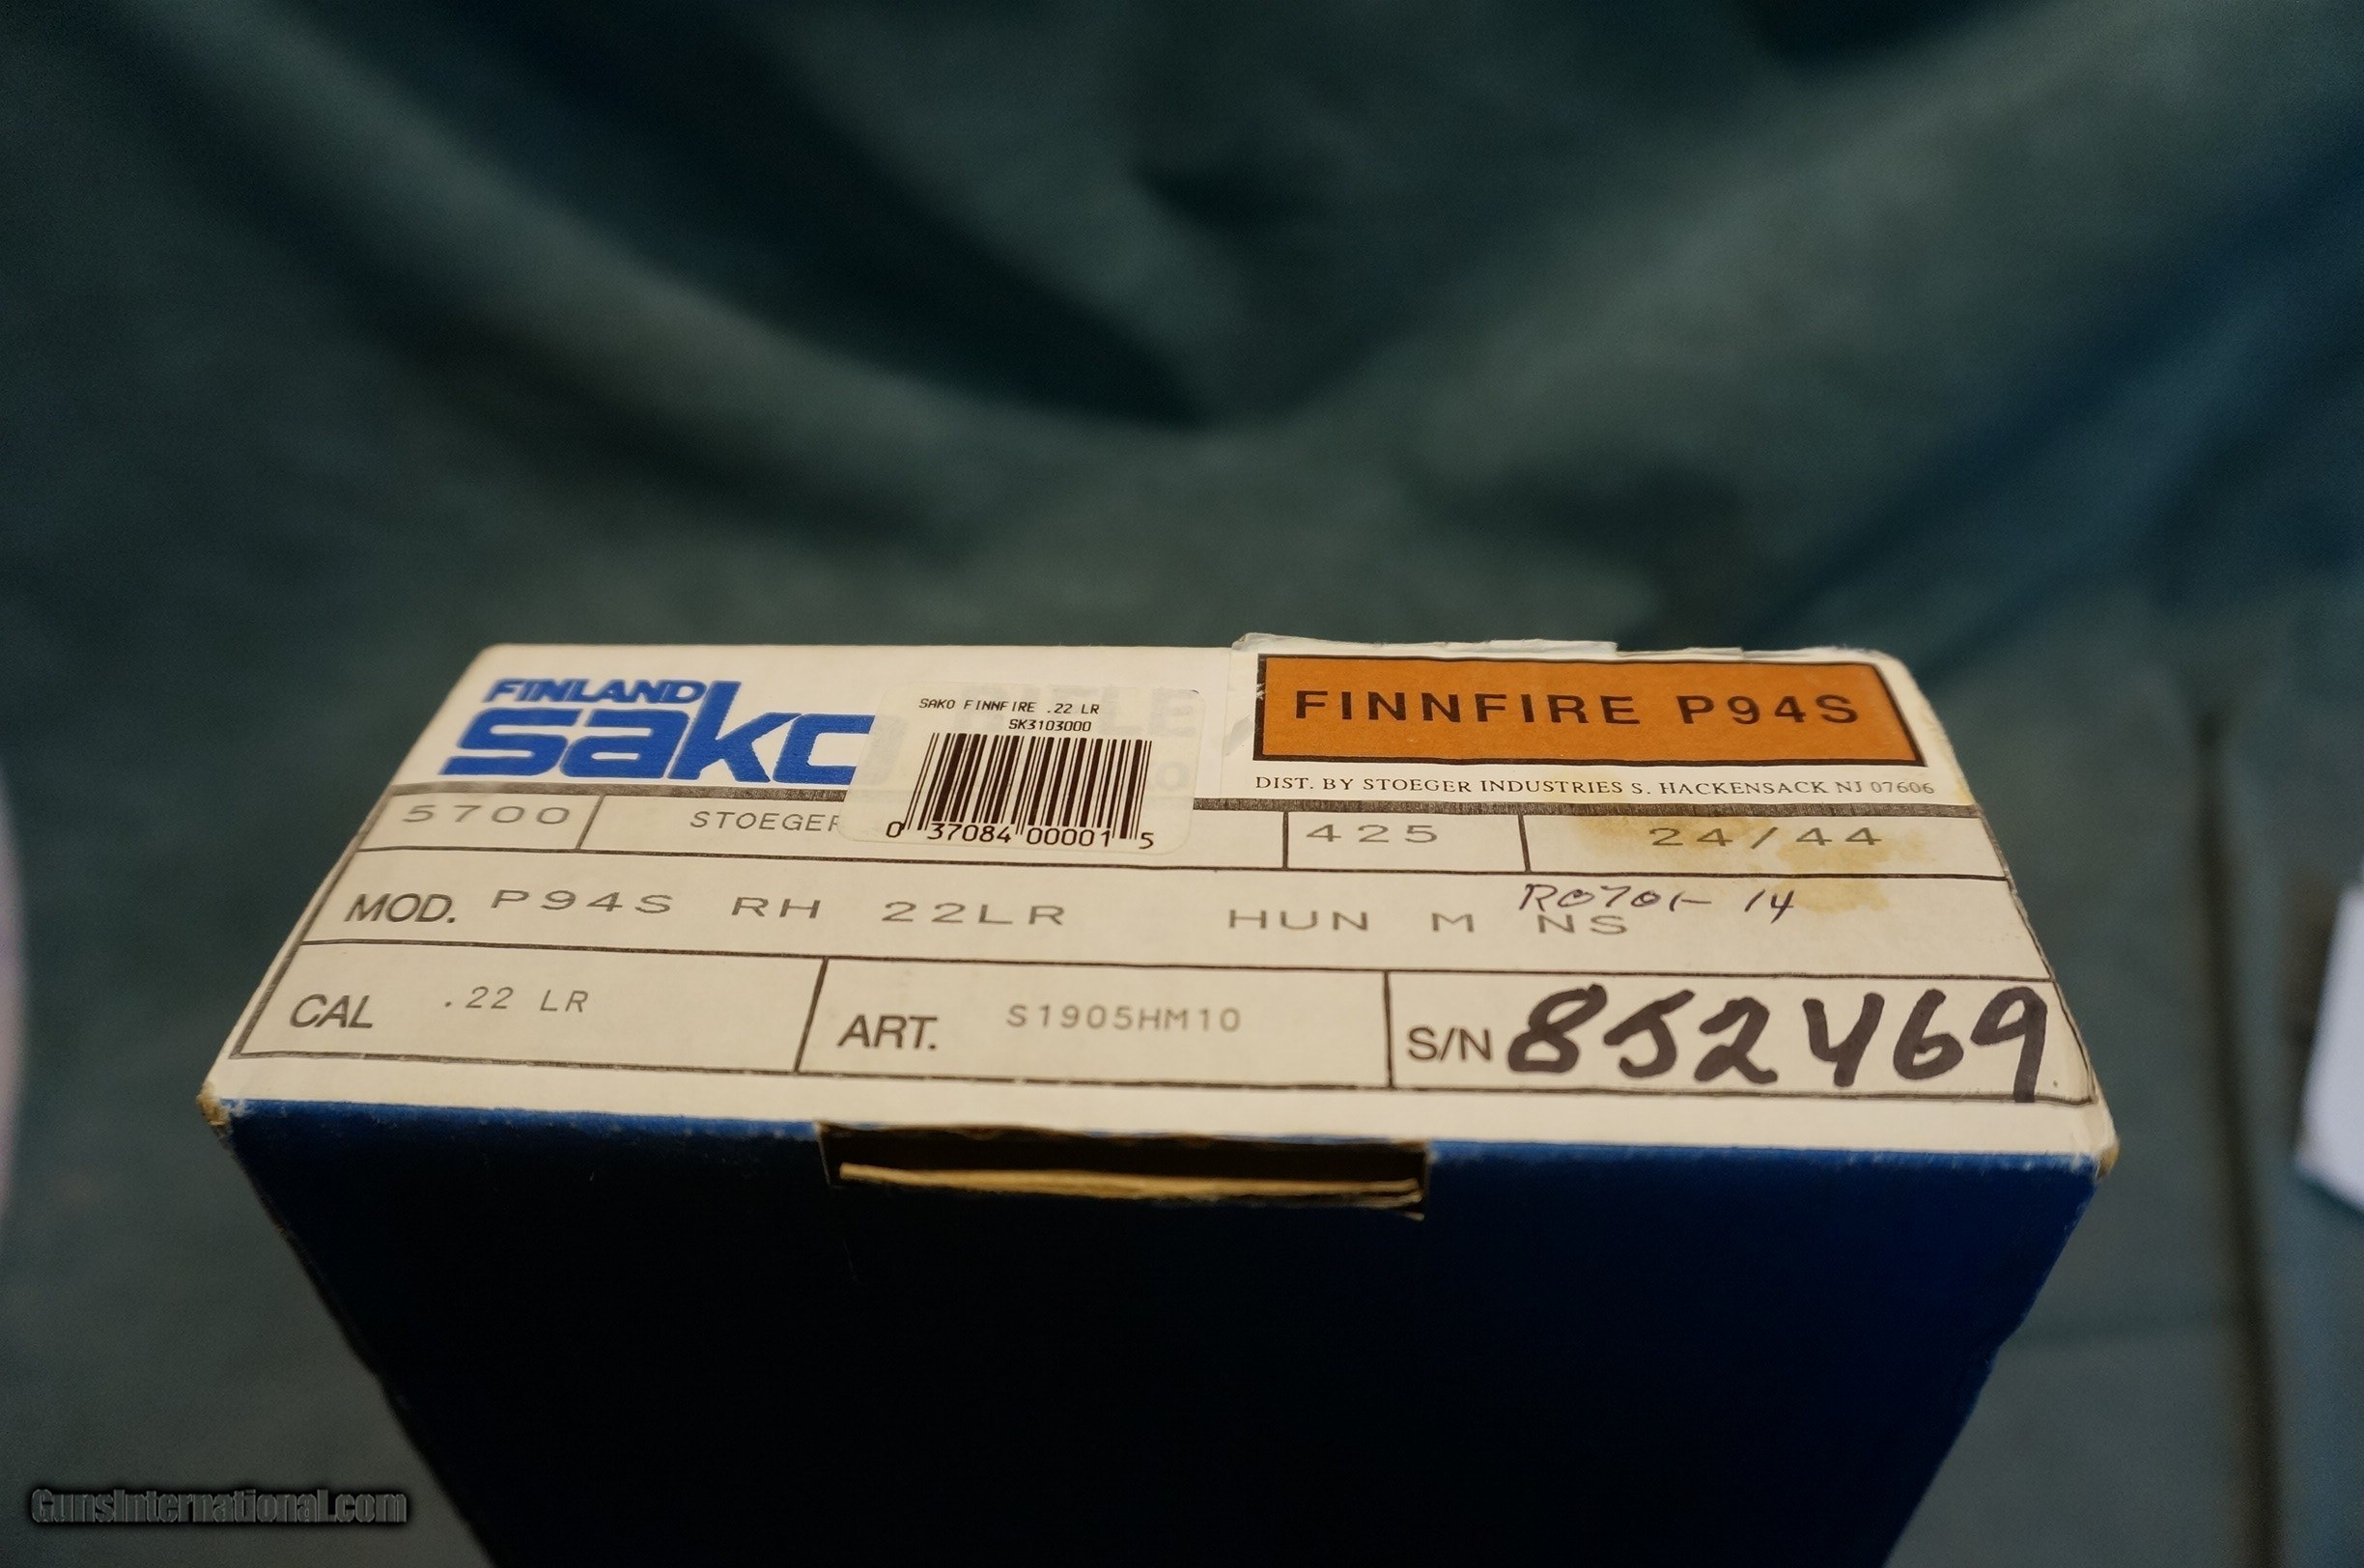 FINLAND
sako
SAKO FINNFIRE .22 LR
SK3103000
0 37084 00001 5
FINNFIRE P94S
DIST. BY STOEGER INDUSTRIES S. HACKENSACK NJ 07606
5700 STOEGER 425 24/44
R0701-14
MOD. P94S RH 22LR HUN M NS
CAL .22 LR ART. S1905HM10 S/N 852469
GunsInternational.com